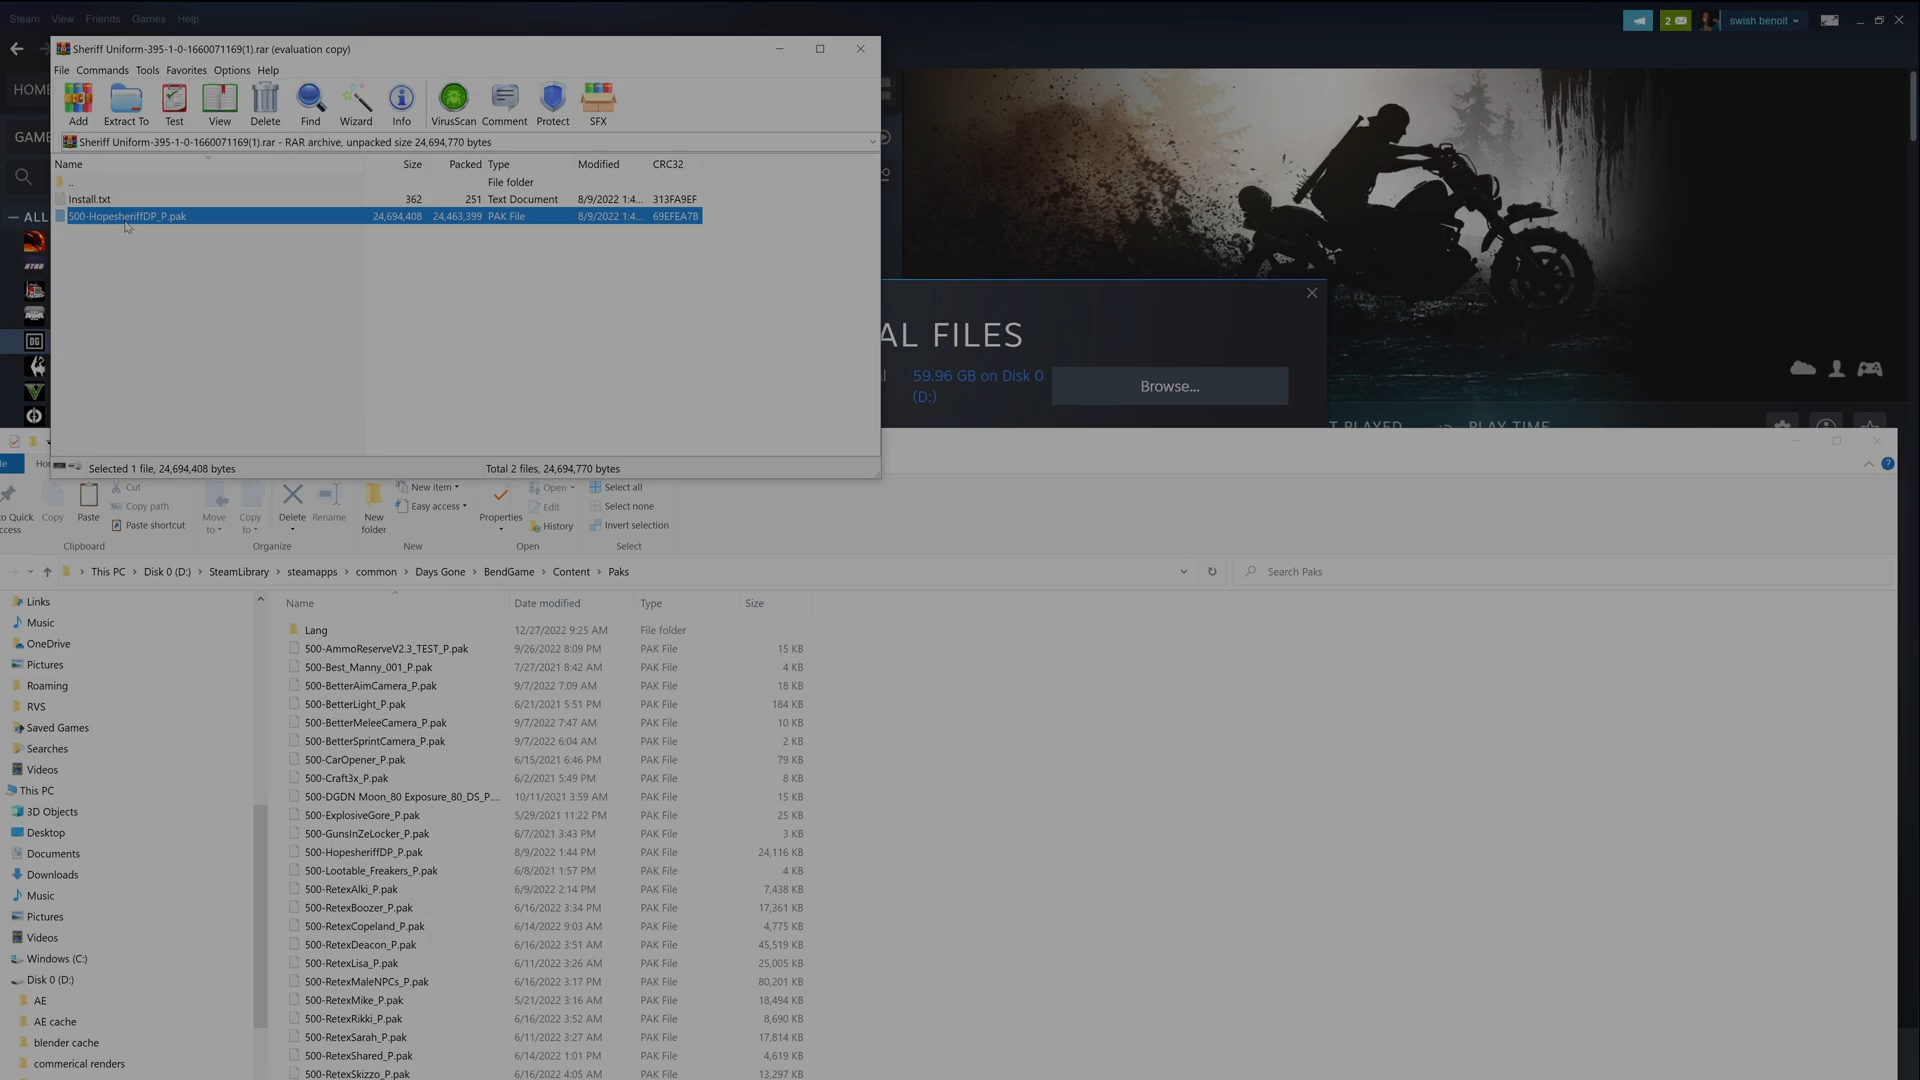 Steam View Friends Games Help
2
swish benoit
Sheriff Uniform-395-1-0-1660071169(1).rar (evaluation copy)
File Commands Tools Favorites Options Help
HOME
Add Extract To Test View Delete Find Wizard Info VirusScan Comment Protect SFX
Sheriff Uniform-395-1-0-1660071169(1).rar - RAR archive, unpacked size 24,694,770 bytes
Name Size Packed Type Modified CRC32
.. File folder
Install.txt 362 251 Text Document 8/9/2022 1:4... 313FA9EF
500-HopesheriffDP_P.pak 24,694,408 24,463,399 PAK File 8/9/2022 1:4... 69EFEA7B
ALL
AL FILES
59.96 GB on Disk 0
(D:)
Browse...
PLAY TIME
Selected 1 file, 24,694,408 bytes Total 2 files, 24,694,770 bytes
Cut
Copy path
Paste shortcut
Copy
Paste
Move
to
Copy
to
Delete
Rename
New
folder
New item
Easy access
Properties
Open
Edit
History
Select all
Select none
Invert selection
Clipboard Organize New Open Select
This PC Disk 0 (D:) SteamLibrary steamapps common Days Gone BendGame Content Paks
Search Paks
Links
Music
OneDrive
Pictures
Roaming
RVS
Saved Games
Searches
Videos
This PC
3D Objects
Desktop
Documents
Downloads
Music
Pictures
Videos
Windows (C:)
Disk 0 (D:)
AE
AE cache
blender cache
commerical renders
Name Date modified Type Size
Lang 12/27/2022 9:25 AM File folder
500-AmmoReserveV2.3_TEST_P.pak 9/26/2022 8:09 PM PAK File 15 KB
500-Best_Manny_001_P.pak 7/27/2021 8:42 AM PAK File 4 KB
500-BetterAimCamera_P.pak 9/7/2022 7:09 AM PAK File 18 KB
500-BetterLight_P.pak 6/21/2021 5:51 PM PAK File 184 KB
500-BetterMeleeCamera_P.pak 9/7/2022 7:47 AM PAK File 10 KB
500-BetterSprintCamera_P.pak 9/7/2022 6:04 AM PAK File 2 KB
500-CarOpener_P.pak 6/15/2021 6:46 PM PAK File 79 KB
500-Craft3x_P.pak 6/2/2021 5:49 PM PAK File 8 KB
500-DGDN Moon_80 Exposure_80_DS_P.... 10/11/2021 3:59 AM PAK File 15 KB
500-ExplosiveGore_P.pak 5/29/2021 11:22 PM PAK File 25 KB
500-GunsInZeLocker_P.pak 6/7/2021 3:43 PM PAK File 3 KB
500-HopesheriffDP_P.pak 8/9/2022 1:44 PM PAK File 24,116 KB
500-Lootable_Freakers_P.pak 6/8/2021 1:57 PM PAK File 4 KB
500-RetexAlki_P.pak 6/9/2022 2:14 PM PAK File 7,438 KB
500-RetexBoozer_P.pak 6/16/2022 3:34 PM PAK File 17,361 KB
500-RetexCopeland_P.pak 6/14/2022 9:03 AM PAK File 4,775 KB
500-RetexDeacon_P.pak 6/16/2022 3:51 AM PAK File 45,519 KB
500-RetexLisa_P.pak 6/11/2022 3:26 AM PAK File 25,005 KB
500-RetexMaleNPCs_P.pak 6/16/2022 3:17 PM PAK File 80,201 KB
500-RetexMike_P.pak 5/21/2022 3:16 AM PAK File 18,494 KB
500-RetexRikki_P.pak 6/16/2022 3:52 AM PAK File 8,690 KB
500-RetexSarah_P.pak 6/11/2022 3:27 AM PAK File 17,814 KB
500-RetexShared_P.pak 6/14/2022 1:01 PM PAK File 4,619 KB
500-RetexSkizzo_P.pak 6/16/2022 4:05 AM PAK File 13,297 KB